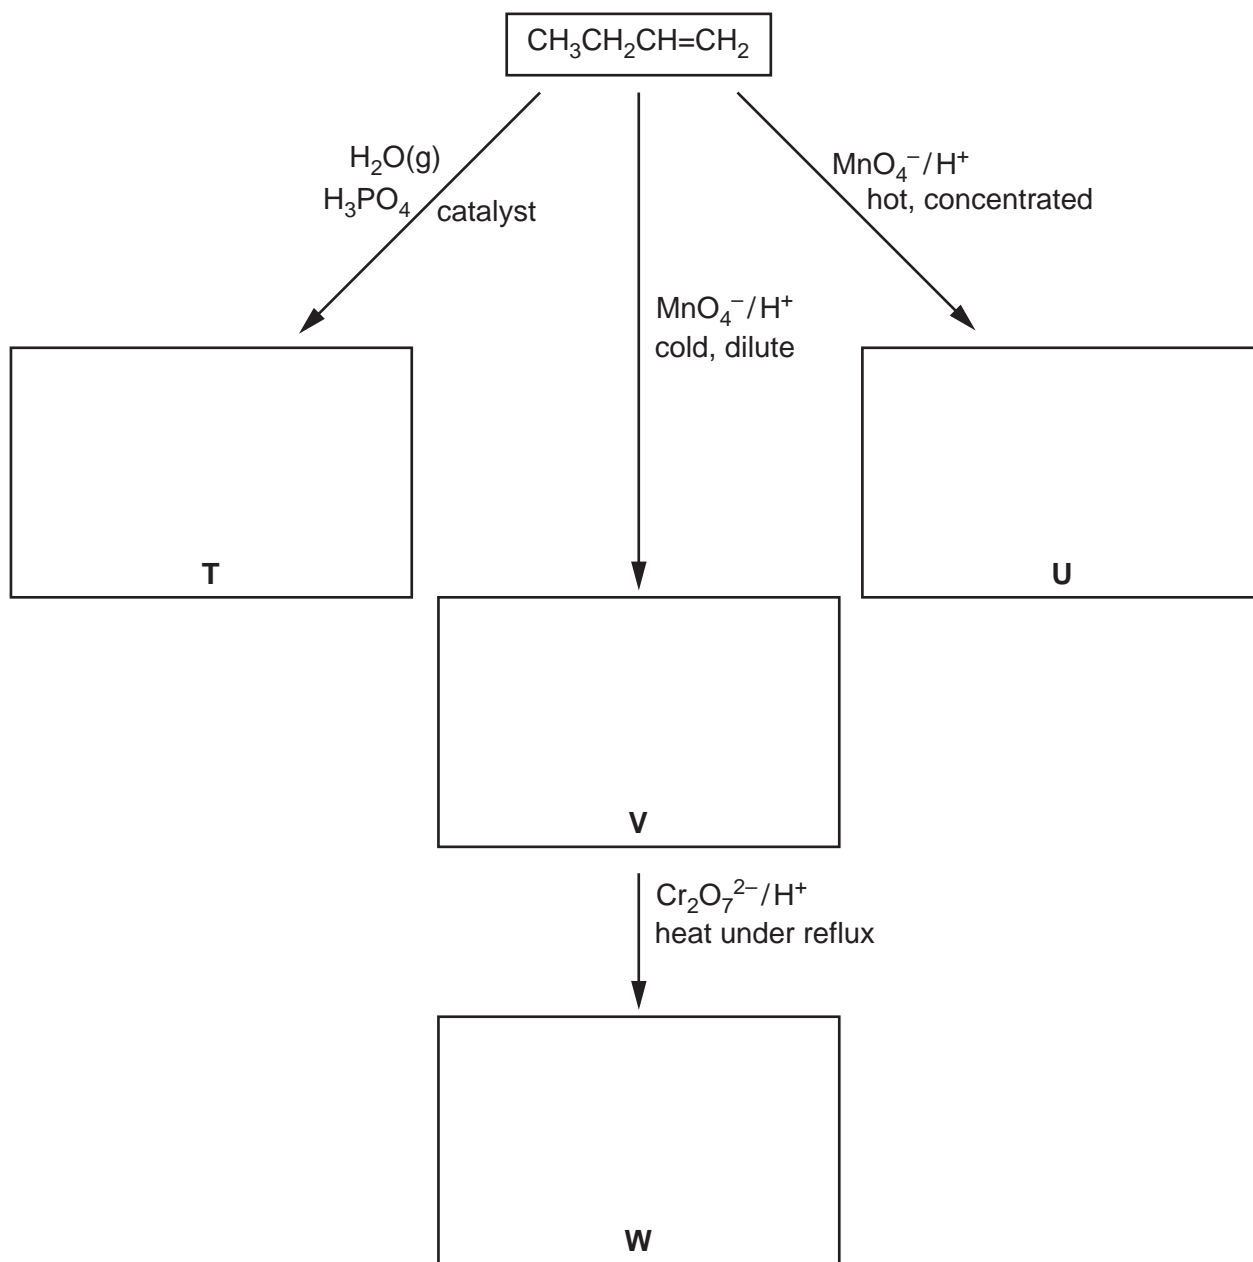 CH₃CH₂CH=CH₂
H₂O(g)
H₃PO₄ catalyst
MnO₄⁻/H⁺
hot, concentrated
MnO₄⁻/H⁺
cold, dilute
T
U
V
Cr₂O₇²⁻/H⁺
heat under reflux
W